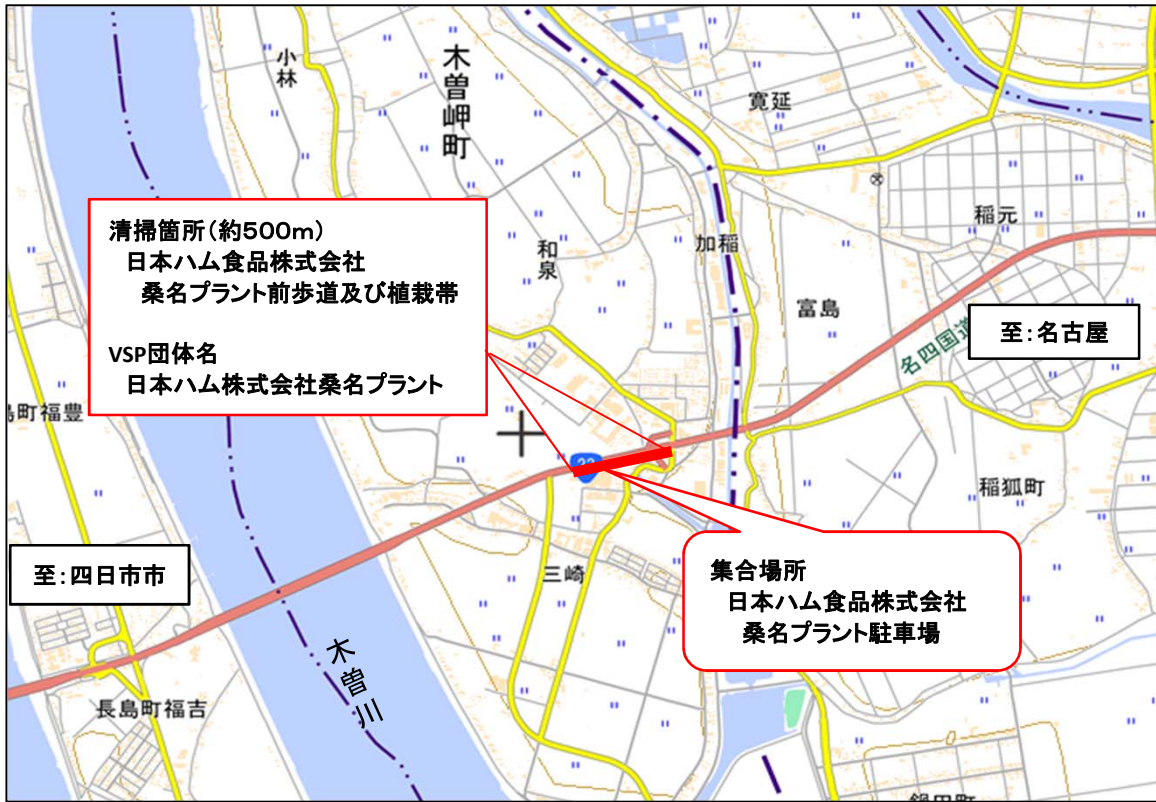 小林
木曽岬町
寛延
稲元
加稲
和泉
富島
清掃箇所(約500m)
日本ハム食品株式会社
桑名プラント前歩道及び植栽帯
VSP団体名
日本ハム株式会社桑名プラント
名四国道
至:名古屋
島町福豊
23
稲狐町
至:四日市市
三崎
集合場所
日本ハム食品株式会社
桑名プラント駐車場
木曽川
長島町福吉